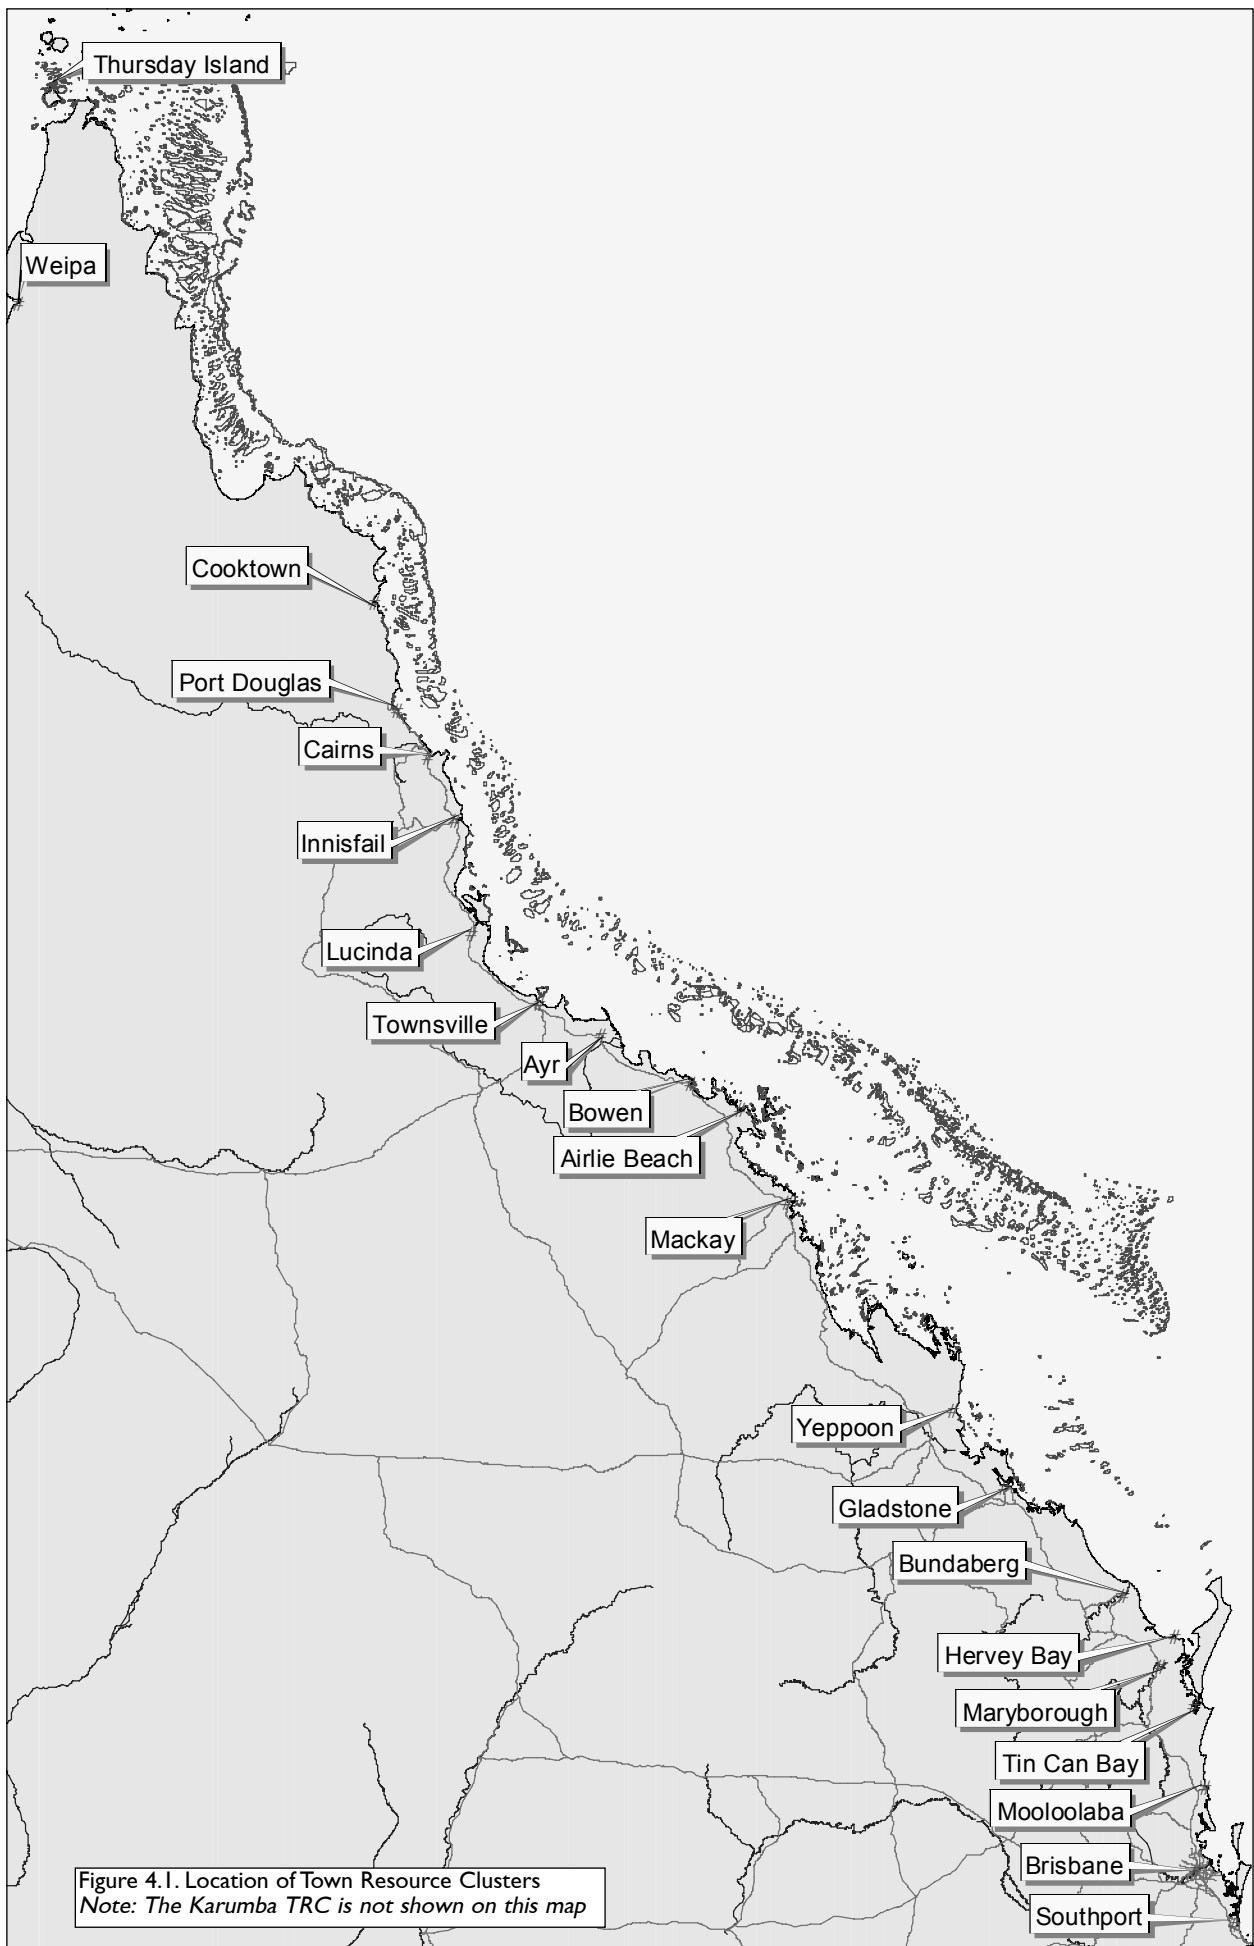 Thursday Island
Weipa
Cooktown
Port Douglas
Cairns
Innisfail
Lucinda
Townsville
Ayr
Bowen
Airlie Beach
Mackay
Yeppoon
Gladstone
Bundaberg
Hervey Bay
Maryborough
Tin Can Bay
Mooloolaba
Brisbane
Southport
Figure 4.1. Location of Town Resource Clusters
Note: The Karumba TRC is not shown on this map